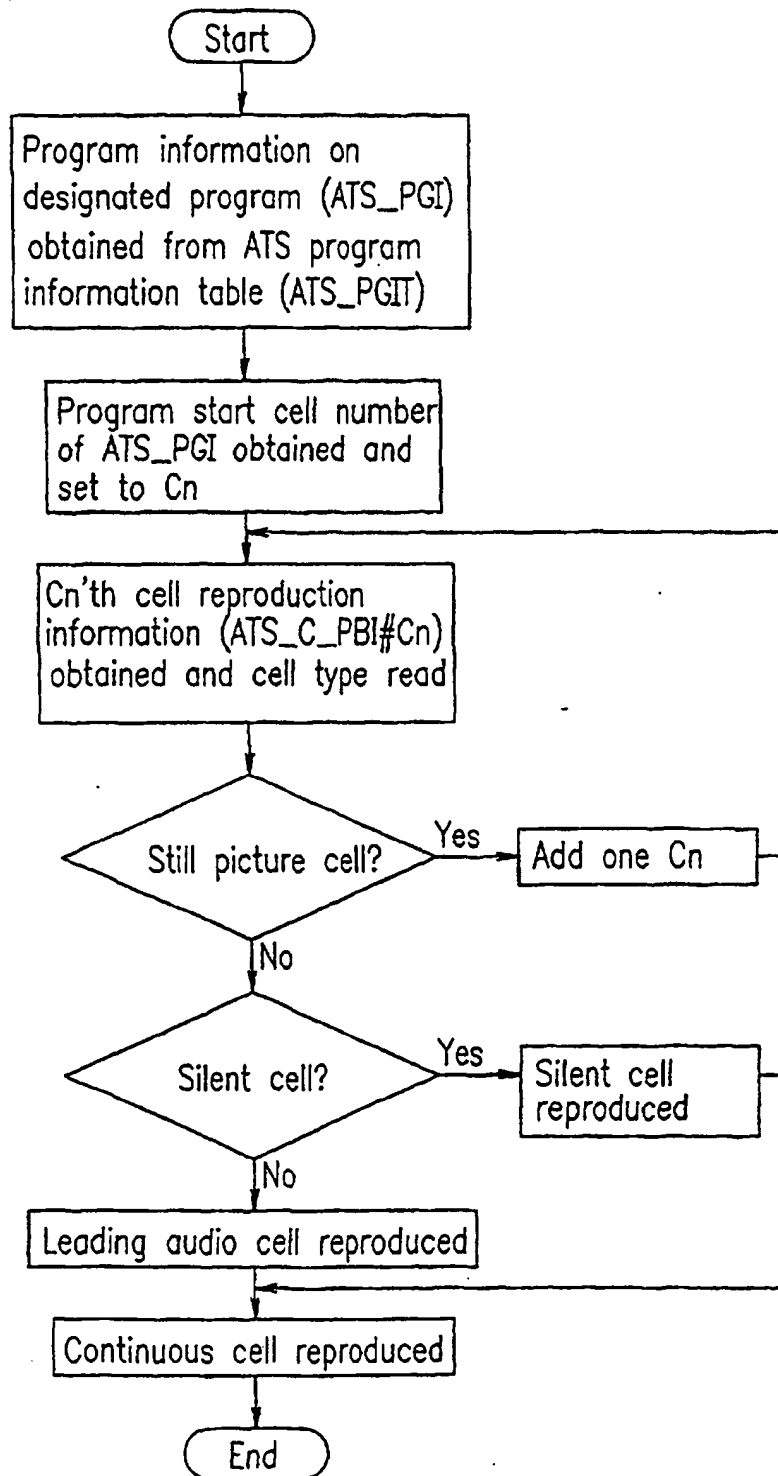 Start
Program information on
designated program (ATS_PGI)
obtained from ATS program
information table (ATS_PGIT)
Program start cell number
of ATS_PGI obtained and
set to Cn
Cn'th cell reproduction
information (ATS_C_PBI#Cn)
obtained and cell type read
Still picture cell?
Yes
Add one Cn
No
Silent cell?
Yes
Silent cell
reproduced
No
Leading audio cell reproduced
Continuous cell reproduced
End